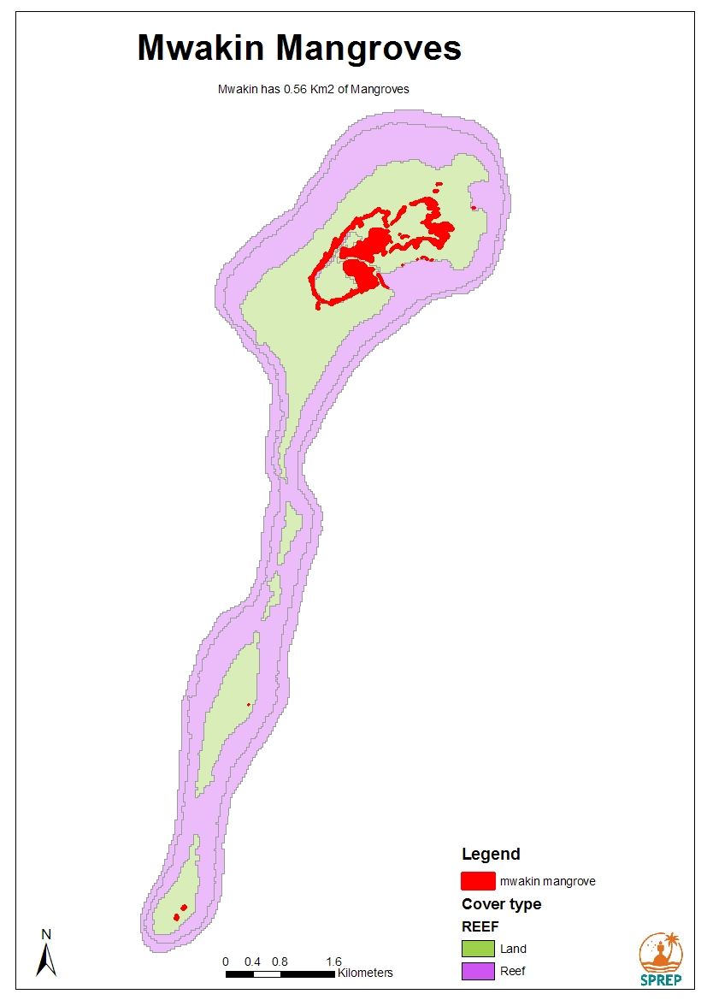 Mwakin Mangroves
Mwakin has 0.56 Km2 of Mangroves
Legend
mwakin mangrove
Cover type
REEF
Land
Reef
N
0 0.4 0.8 1.6
Kilometers
SPREP